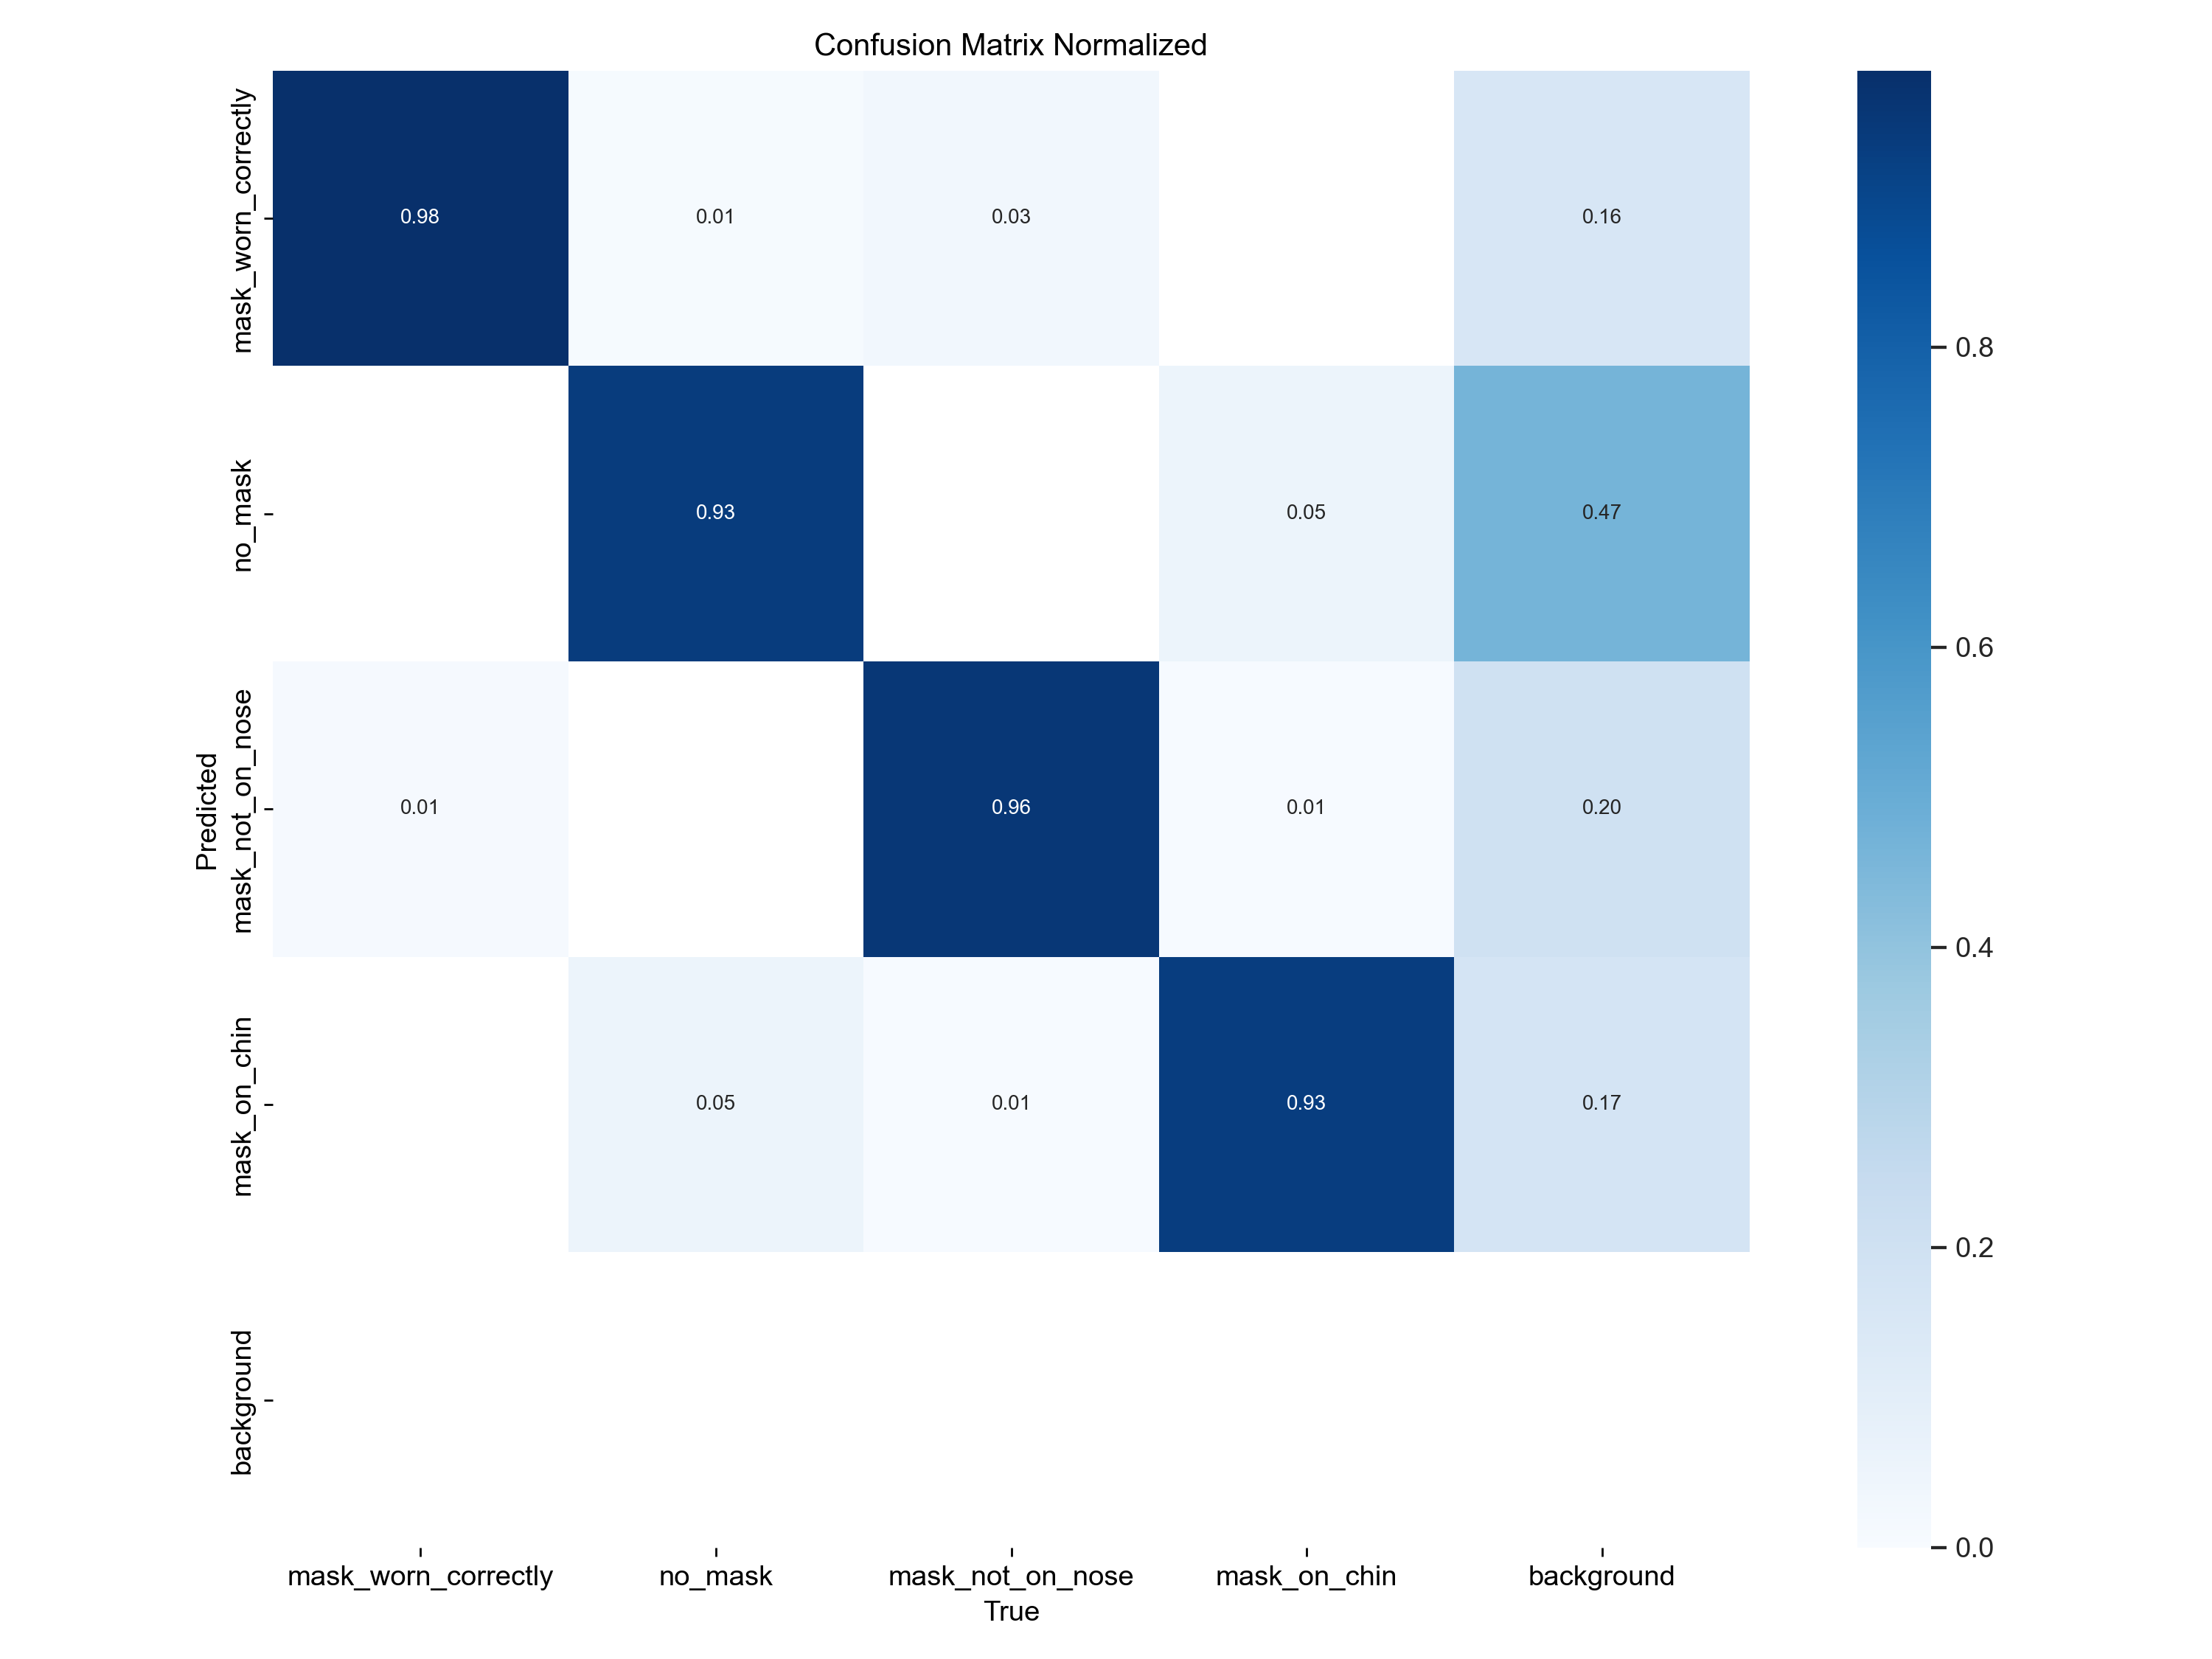 Confusion Matrix Normalized
mask_worn_correctly
0.98
0.01
0.03
0.16
no_mask
0.93
0.05
0.47
Predicted
mask_not_on_nose
0.01
0.96
0.01
0.20
mask_on_chin
0.05
0.01
0.93
0.17
background
mask_worn_correctly
no_mask
mask_not_on_nose
mask_on_chin
background
True
0.8
0.6
0.4
0.2
0.0